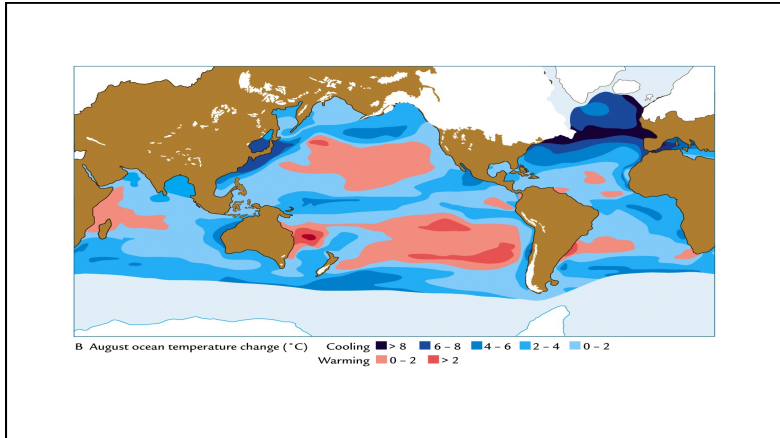 B August ocean temperature change (˚C) Cooling > 8 6 – 8 4 – 6 2 – 4 0 – 2
Warming 0 – 2 > 2